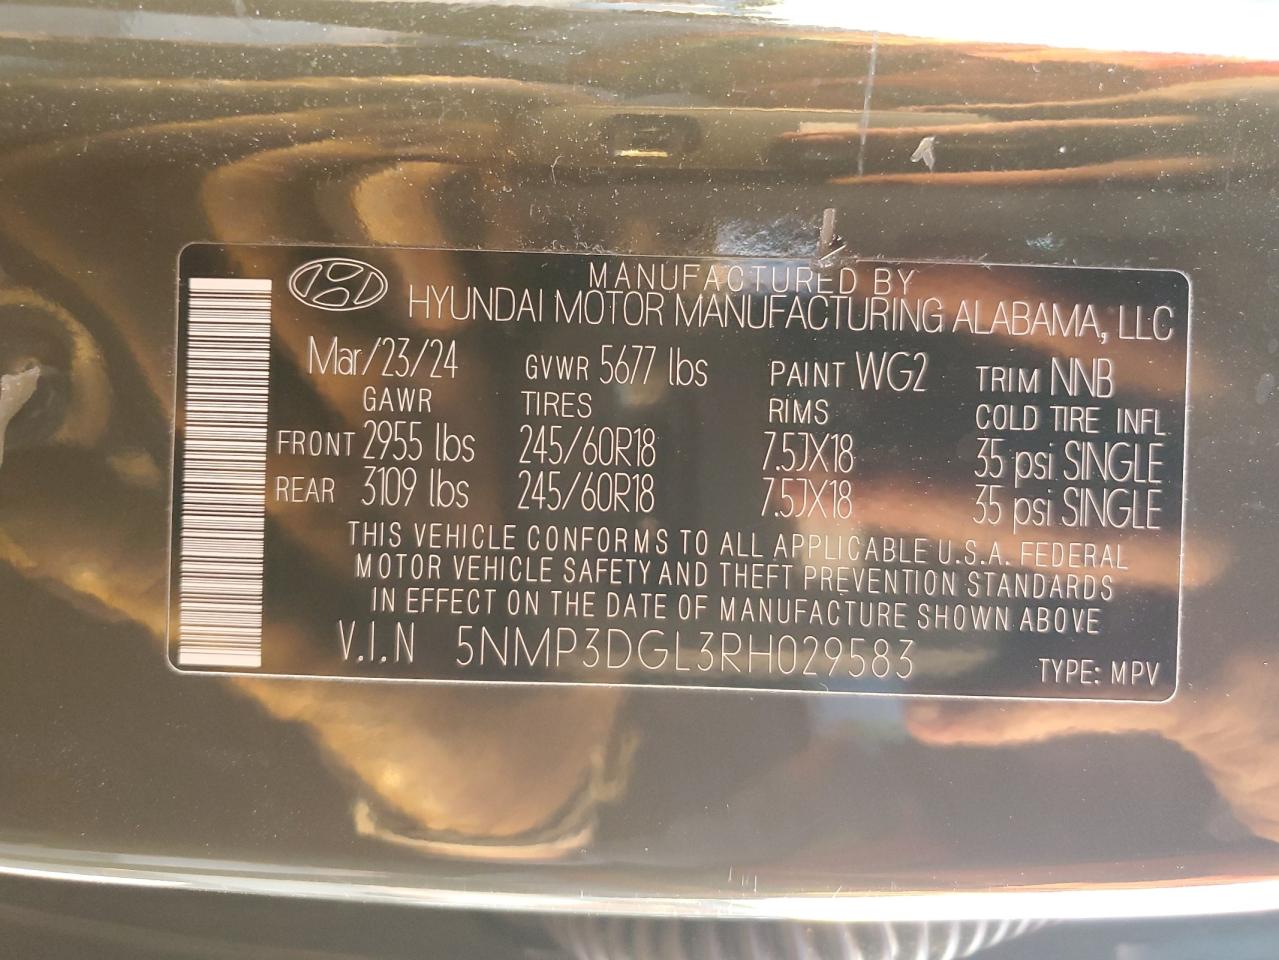 MANUFACTURED BY
HYUNDAI MOTOR MANUFACTURING ALABAMA, LLC
Mar/23/24 GVWR 5677 lbs PAINT WG2 TRIM NNB
GAWR TIRES RIMS COLD TIRE INFL
FRONT 2955 lbs 245/60R18 7.5JX18 35 psi SINGLE
REAR 3109 lbs 245/60R18 7.5JX18 35 psi SINGLE
THIS VEHICLE CONFORMS TO ALL APPLICABLE U.S.A. FEDERAL
MOTOR VEHICLE SAFETY AND THEFT PREVENTION STANDARDS
IN EFFECT ON THE DATE OF MANUFACTURE SHOWN ABOVE
V.I.N 5NMP3DGL3RH029583 TYPE: MPV